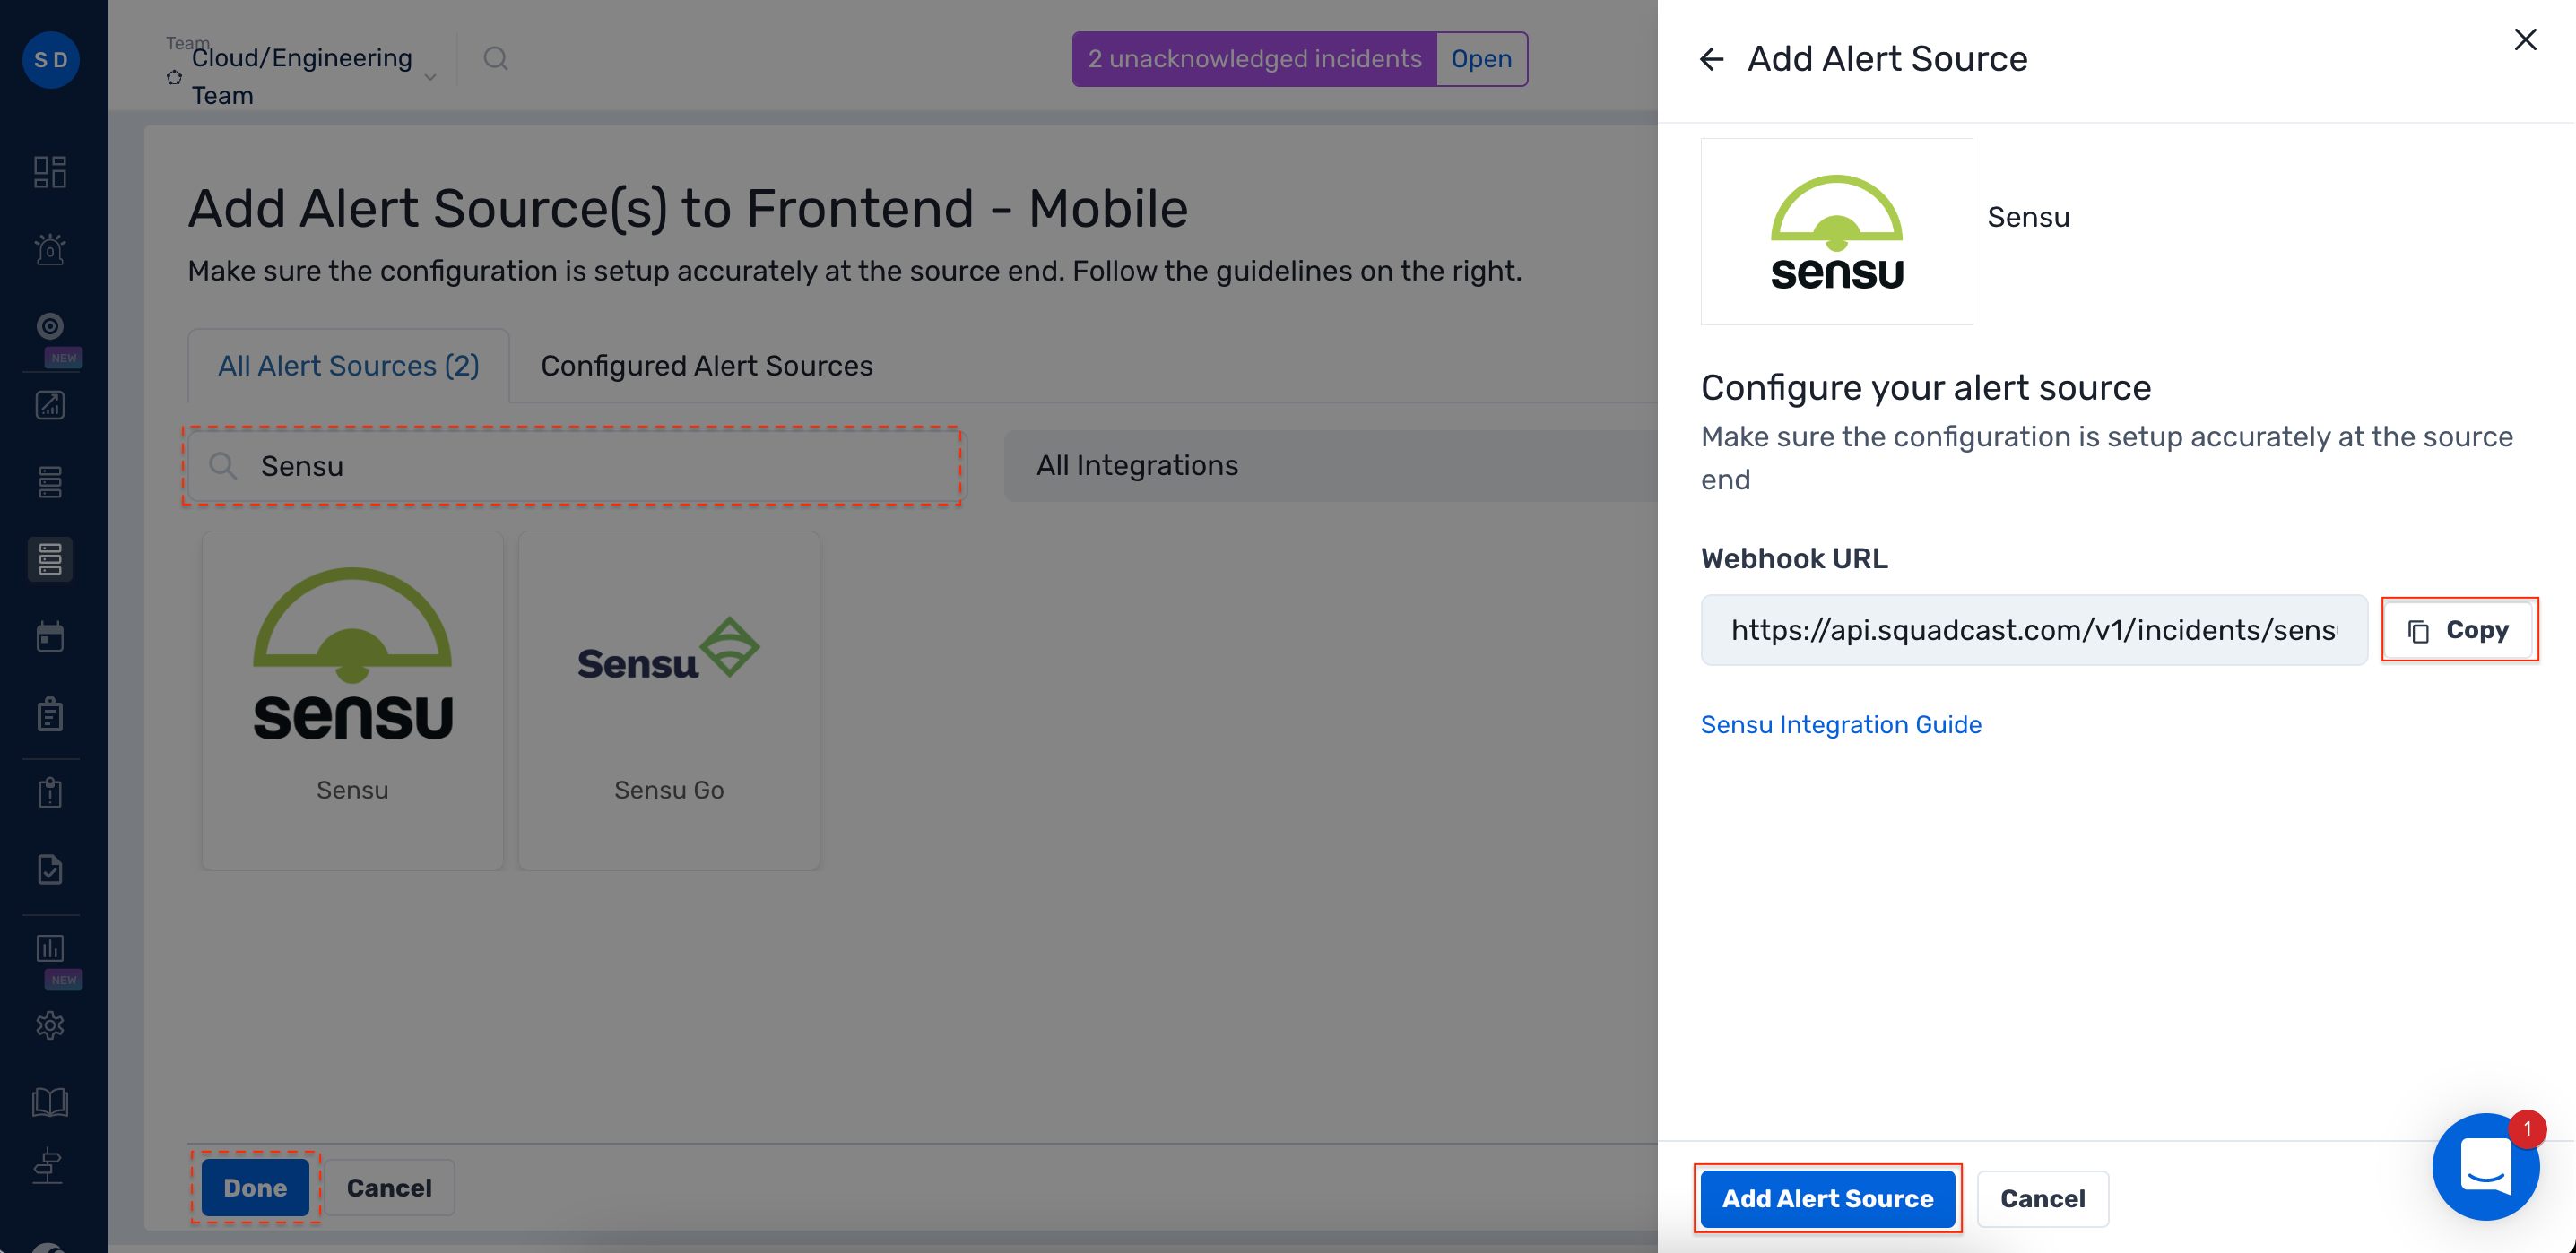 S D
Team
Cloud/Engineering
Team
2 unacknowledged incidents
Open
0
NEW
NEW
Add Alert Source(s) to Frontend - Mobile
Make sure the configuration is setup accurately at the source end. Follow the guidelines on the right.
All Alert Sources (2)
Configured Alert Sources
Sensu
All Integrations
sensu
Sensu
Sensu
Sensu Go
Done
Cancel
Add Alert Source
sensu
Sensu
Configure your alert source
Make sure the configuration is setup accurately at the source
end
Webhook URL
https://api.squadcast.com/v1/incidents/sens
Copy
Sensu Integration Guide
1
Add Alert Source
Cancel